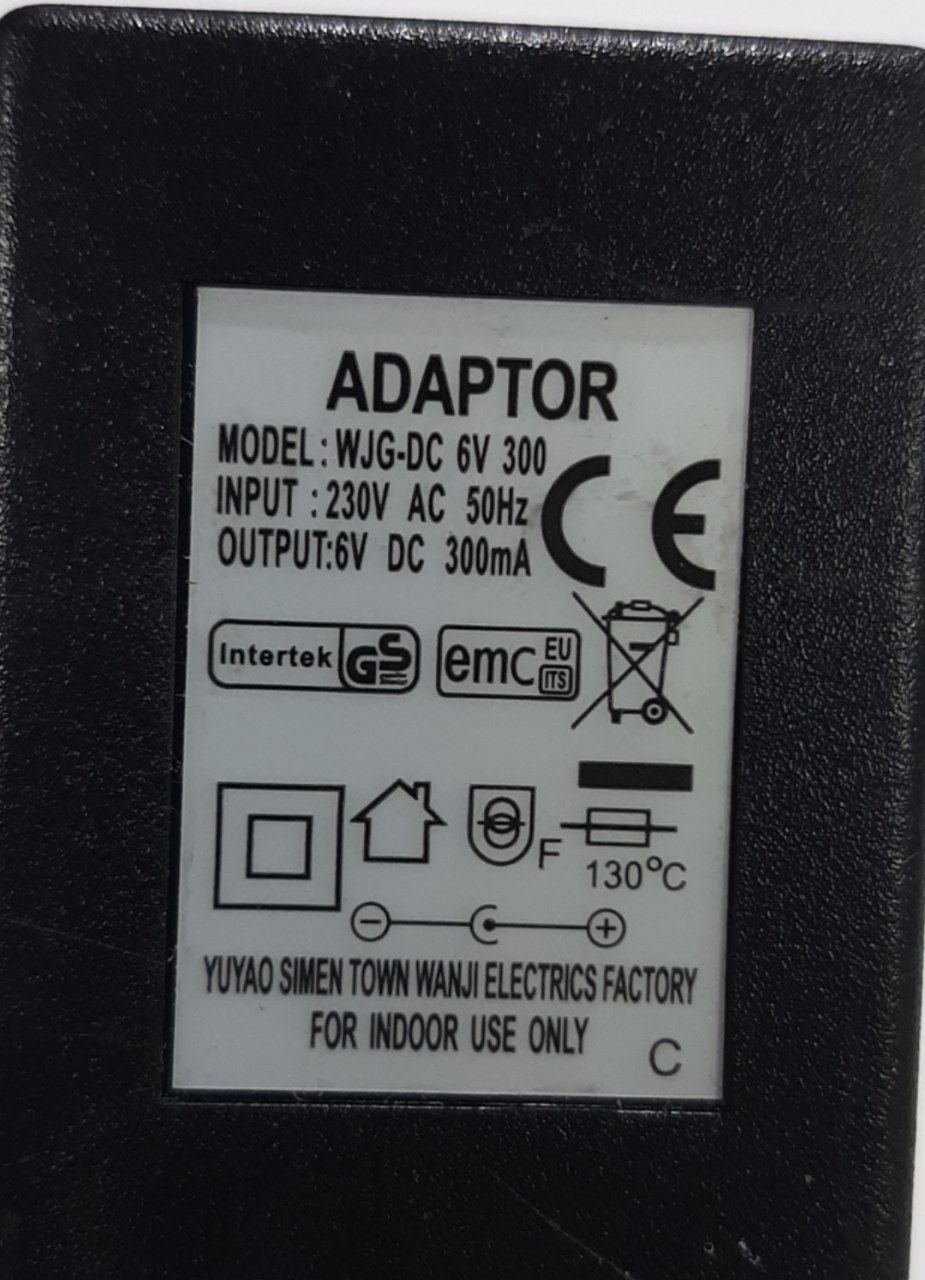 ADAPTOR
MODEL : WJG-DC 6V 300
INPUT : 230V AC 50Hz
OUTPUT:6V DC 300mA
CE
Intertek GS
emc EU ITS
F
130°C
YUYAO SIMEN TOWN WANJI ELECTRICS FACTORY
FOR INDOOR USE ONLY
C